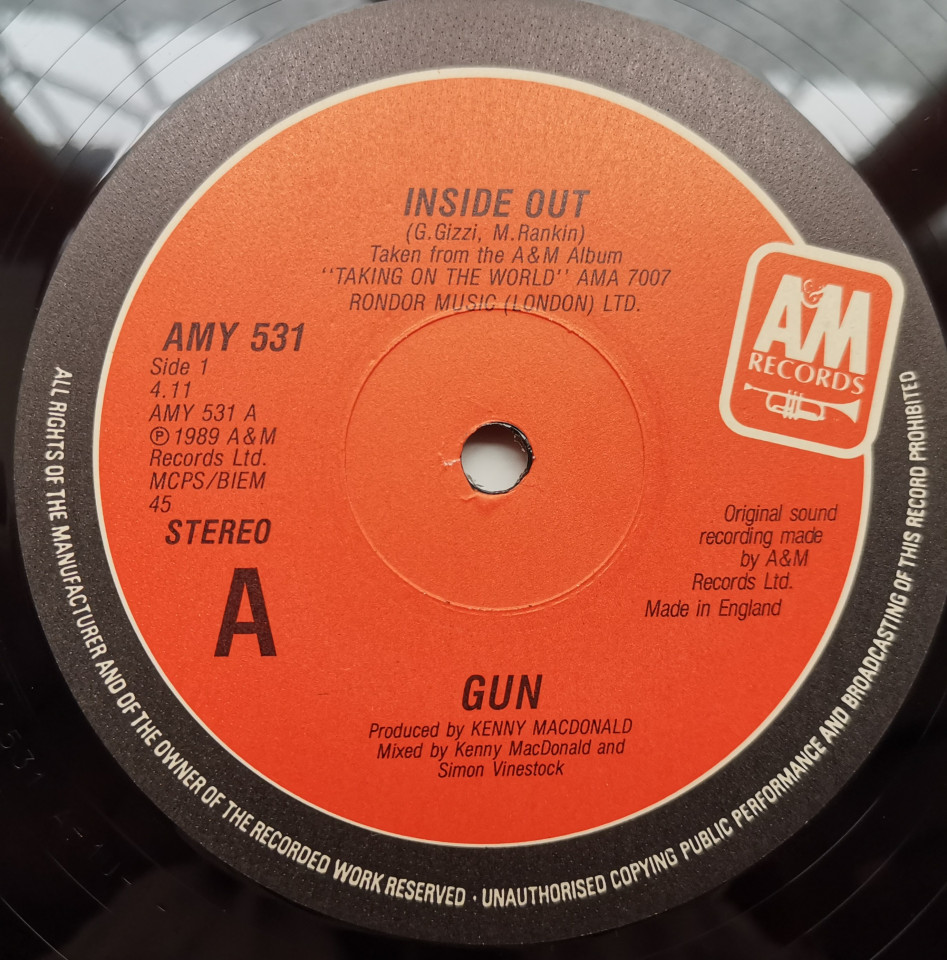 INSIDE OUT
(G.Gizzi, M.Rankin)
Taken from the A&M Album
"TAKING ON THE WORLD" AMA 7007
RONDOR MUSIC (LONDON) LTD.
AMY 531
Side 1
4.11
AMY 531 A
Ⓟ 1989 A&M
Records Ltd.
MCPS/BIEM
45
STEREO
A
A&M
RECORDS
Original sound
recording made
by A&M
Records Ltd.
Made in England
GUN
Produced by KENNY MACDONALD
Mixed by Kenny MacDonald and
Simon Vinestock
ALL RIGHTS OF THE MANUFACTURER AND OF THE OWNER OF THE RECORDED WORK RESERVED · UNAUTHORISED COPYING PUBLIC PERFORMANCE AND BROADCASTING OF THIS RECORD PROHIBITED